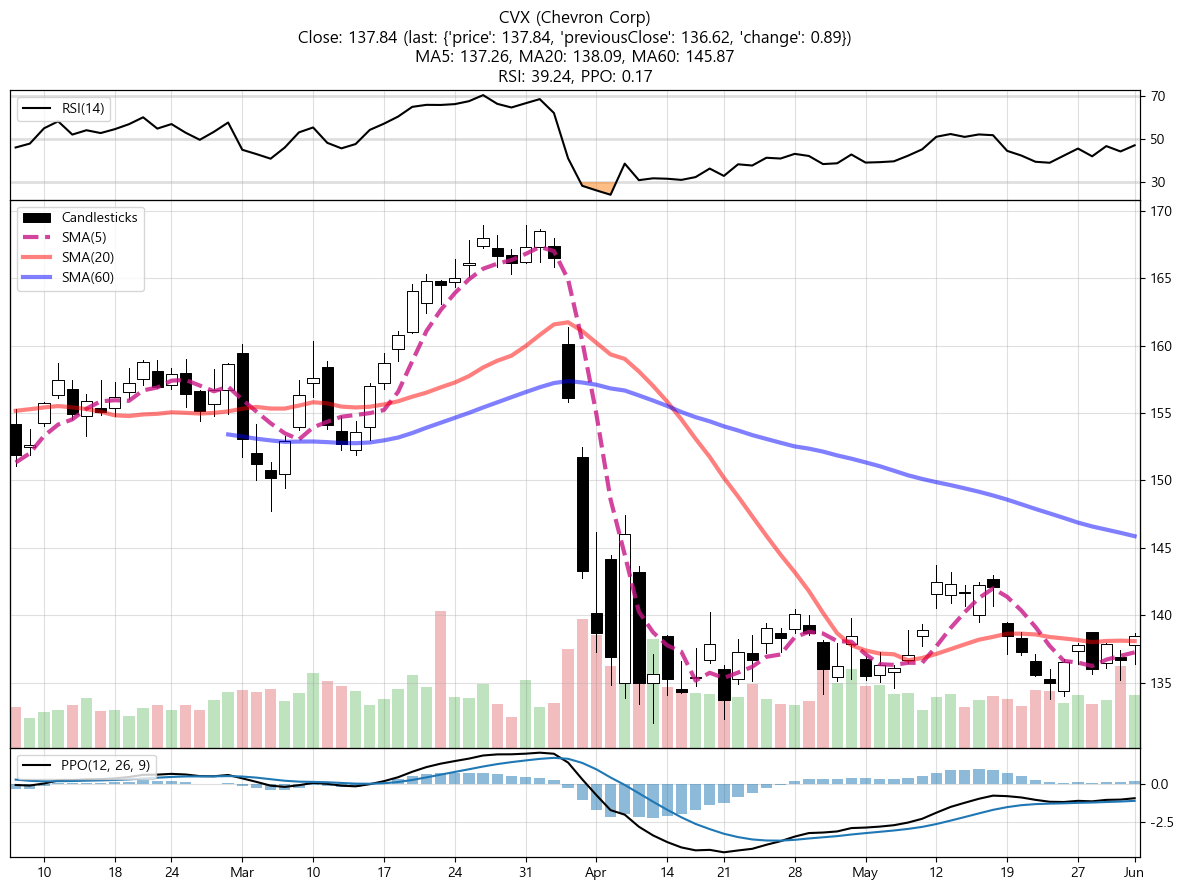 CVX (Chevron Corp)
Close: 137.84 (last: {'price': 137.84, 'previousClose': 136.62, 'change': 0.89})
MA5: 137.26, MA20: 138.09, MA60: 145.87
RSI: 39.24, PPO: 0.17
RSI(14)
70
50
30
Candlesticks
SMA(5)
SMA(20)
SMA(60)
170
165
160
155
150
145
140
135
PPO(12, 26, 9)
0.0
−2.5
10 18 24 Mar 10 17 24 31 Apr 14 21 28 May 12 19 27 Jun